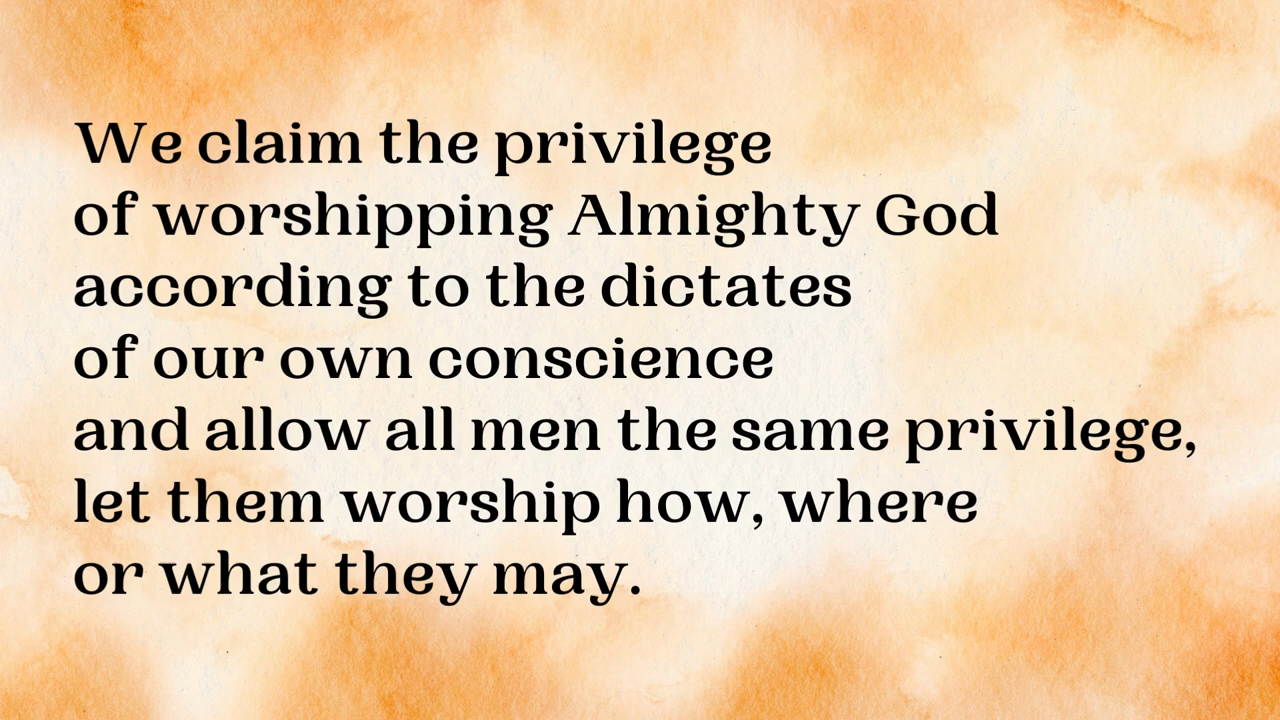 We claim the privilege
of worshipping Almighty God
according to the dictates
of our own conscience
and allow all men the same privilege,
let them worship how, where
or what they may.